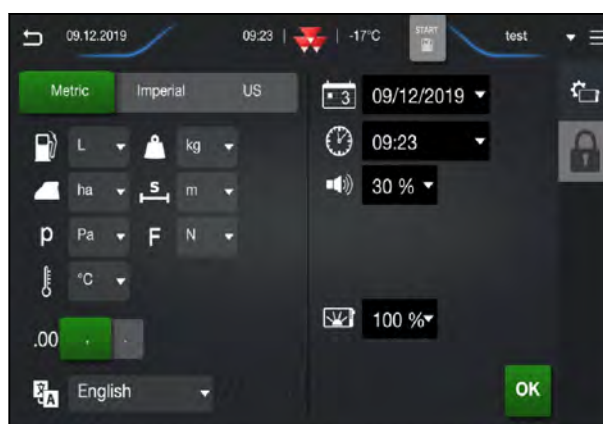 09.12.2019 09:23 -17°C START test
Metric Imperial US
L kg
ha S m
p Pa F N
°C
.00 , .
A English
3 09/12/2019
09:23
30 %
100 %
OK